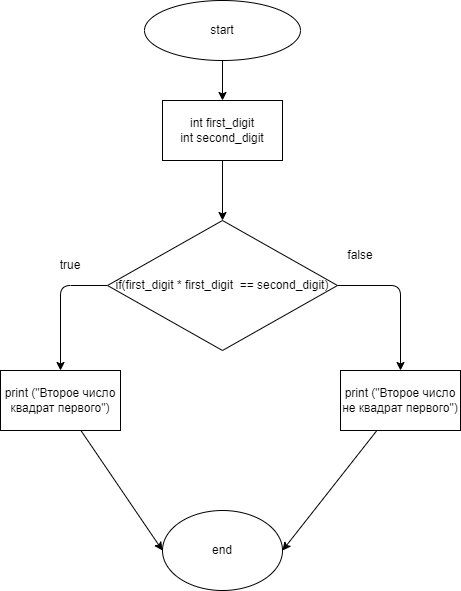 start
int first_digit
int second_digit
if(first_digit * first_digit == second_digit)
true
false
print ("Второе число
квадрат первого")
print ("Второе число
не квадрат первого")
end